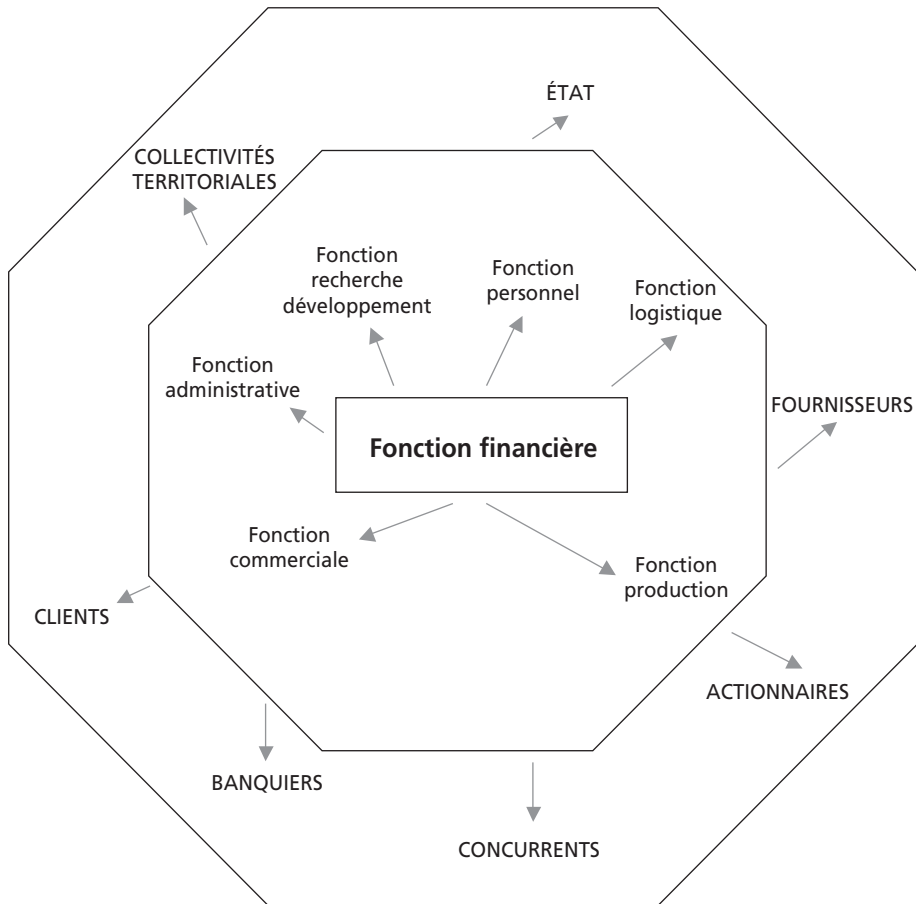 ÉTAT
COLLECTIVITÉS
TERRITORIALES
Fonction
recherche
développement
Fonction
personnel
Fonction
logistique
Fonction
administrative
FOURNISSEURS
Fonction financière
Fonction
commerciale
Fonction
production
CLIENTS
ACTIONNAIRES
BANQUIERS
CONCURRENTS